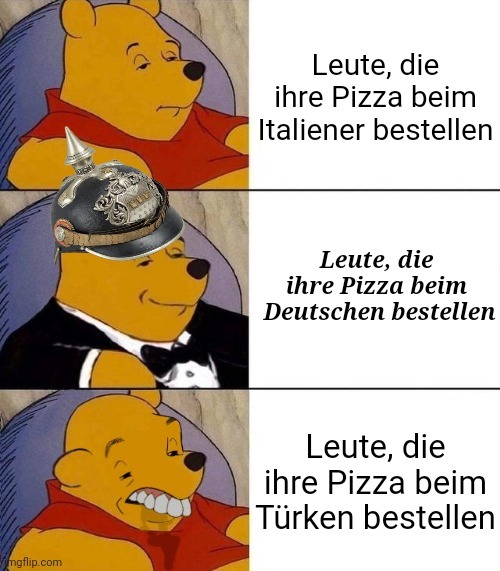 Leute, die
ihre Pizza beim
Italiener bestellen
Leute, die
ihre Pizza beim
Deutschen bestellen
Leute, die
ihre Pizza beim
Türken bestellen
imgflip.com